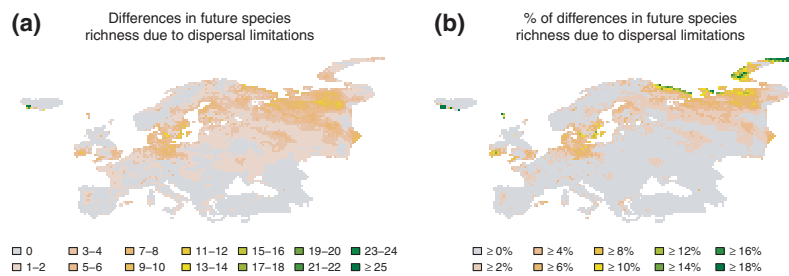 (a)
Differences in future species
richness due to dispersal limitations
(b)
% of differences in future species
richness due to dispersal limitations
0 3–4 7–8 11–12 15–16 19–20 23–24
1–2 5–6 9–10 13–14 17–18 21–22 ≥ 25
≥ 0% ≥ 4% ≥ 8% ≥ 12% ≥ 16%
≥ 2% ≥ 6% ≥ 10% ≥ 14% ≥ 18%